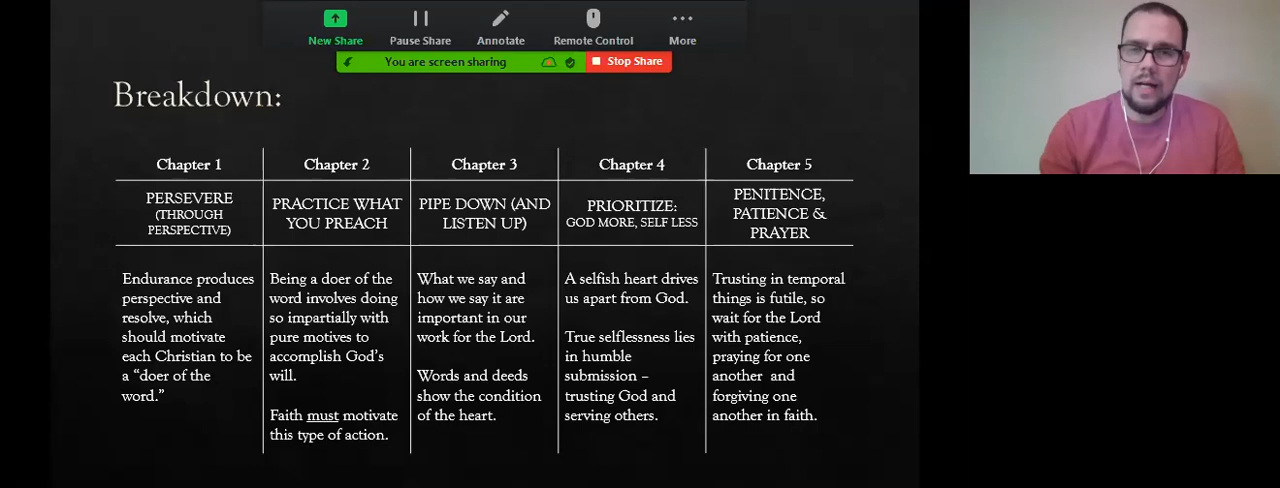 New Share
Pause Share
Annotate
Remote Control
More
You are screen sharing
Stop Share
Breakdown:
Chapter 1
Chapter 2
Chapter 3
Chapter 4
Chapter 5
PERSEVERE
(THROUGH
PERSPECTIVE)
PRACTICE WHAT
YOU PREACH
PIPE DOWN (AND
LISTEN UP)
PRIORITIZE:
GOD MORE, SELF LESS
PENITENCE,
PATIENCE &
PRAYER
Endurance produces
perspective and
resolve, which
should motivate
each Christian to be
a “doer of the
word.”
Being a doer of the
word involves doing
so impartially with
pure motives to
accomplish God’s
will.
Faith must motivate
this type of action.
What we say and
how we say it are
important in our
work for the Lord.
Words and deeds
show the condition
of the heart.
A selfish heart drives
us apart from God.
True selflessness lies
in humble
submission –
trusting God and
serving others.
Trusting in temporal
things is futile, so
wait for the Lord
with patience,
praying for one
another and
forgiving one
another in faith.